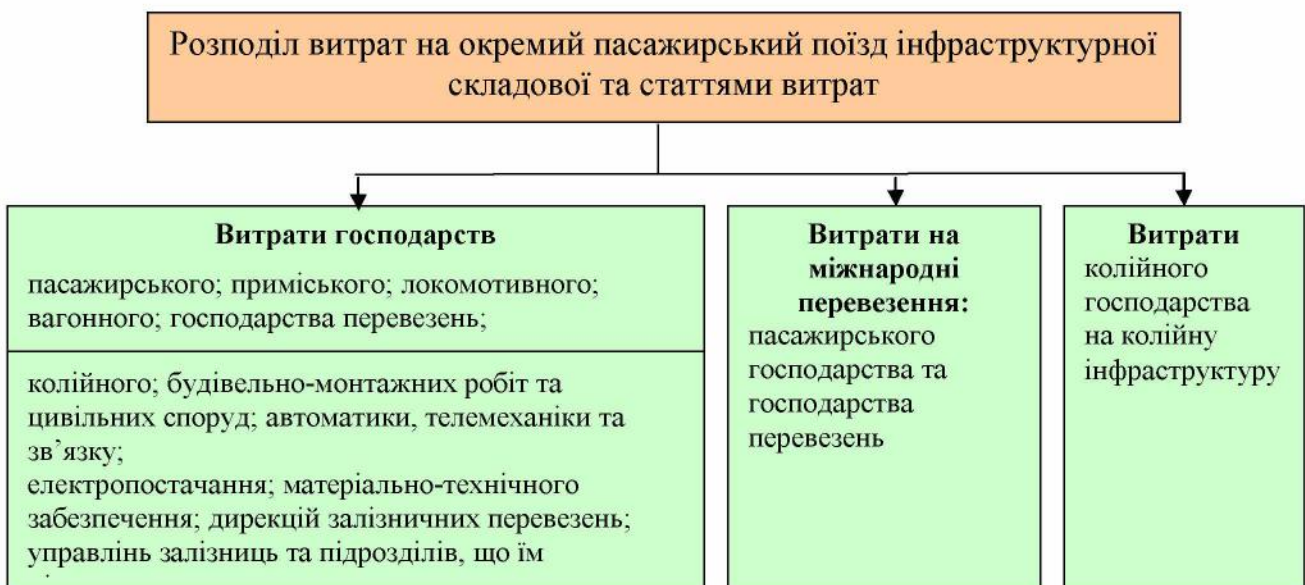 Розподіл витрат на окремий пасажирський поїзд інфраструктурної
складової та статтями витрат
Витрати господарств
пасажирського; приміського; локомотивного;
вагонного; господарства перевезень;
колійного; будівельно-монтажних робіт та
цивільних споруд; автоматики, телемеханіки та
зв’язку;
електропостачання; матеріально-технічного
забезпечення; дирекцій залізничних перевезень;
управлінь залізниць та підрозділів, що їм
Витрати на
міжнародні
перевезення:
пасажирського
господарства та
господарства
перевезень
Витрати
колійного
господарства
на колійну
інфраструктуру